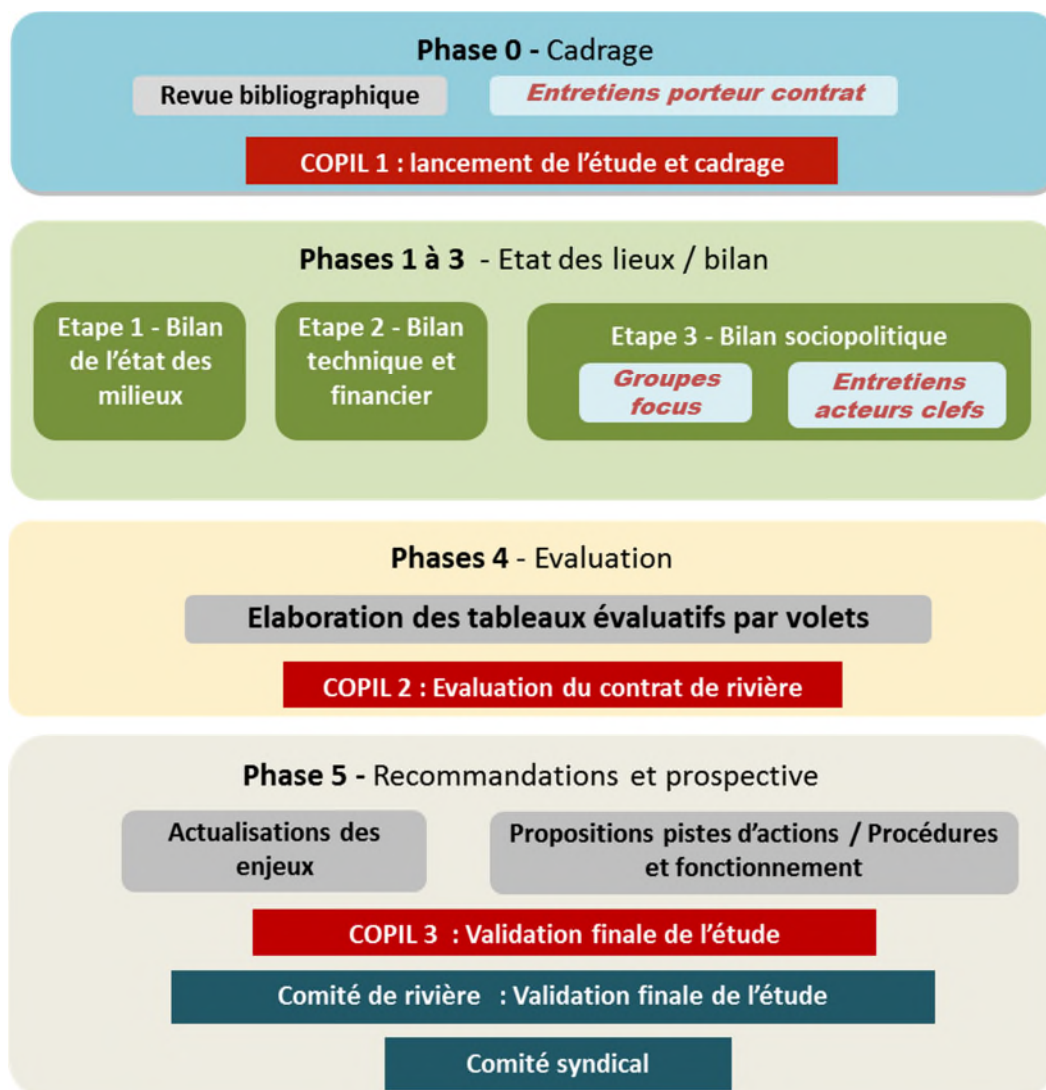 Phase 0 - Cadrage
Revue bibliographique
Entretiens porteur contrat
COPIL 1 : lancement de l'étude et cadrage
Phases 1 à 3 - Etat des lieux / bilan
Etape 1 - Bilan
de l'état des
milieux
Etape 2 - Bilan
technique et
financier
Etape 3 - Bilan sociopolitique
Groupes
focus
Entretiens
acteurs clefs
Phases 4 - Evaluation
Elaboration des tableaux évaluatifs par volets
COPIL 2 : Evaluation du contrat de rivière
Phase 5 - Recommandations et prospective
Actualisations des
enjeux
Propositions pistes d'actions / Procédures
et fonctionnement
COPIL 3 : Validation finale de l'étude
Comité de rivière : Validation finale de l'étude
Comité syndical